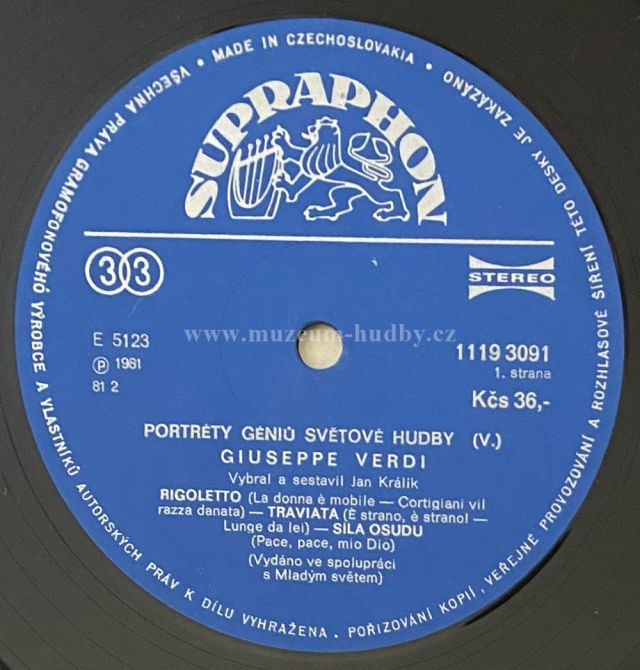 VŠECHNA PRÁVA GRAMOFONOVÉHO VÝROBCE A VLASTNÍKŮ AUTORSKÝCH PRÁV K DÍLU VYHRAŽENA. POŘIZOVÁNÍ KOPIÍ, VEŘEJNÉ PROVOZOVÁNÍ A ROZHLASOVÉ ŠÍŘENÍ TÉTO DESKY JE ZAKÁZÁNO • MADE IN CZECHOSLOVAKIA •
SUPRAPHON
33
STEREO
E 5123
Ⓟ 1981
81 2
www.muzeum-hudby.cz
1119 3091
1. strana
Kčs 36,-
PORTRÉTY GÉNIŮ SVĚTOVÉ HUDBY (V.)
GIUSEPPE VERDI
Vybral a sestavil Jan Králík
RIGOLETTO (La donna è mobile — Cortigiani vil
razza danata) — TRAVIATA (È strano, è strano! —
Lunge da lei) — SÍLA OSUDU
(Pace, pace, mio Dio)
(Vydáno ve spolupráci
s Mladým světem)